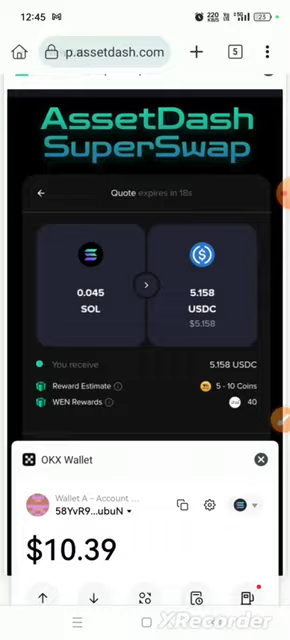 12:45
23
p.assetdash.com
5
AssetDash
SuperSwap
Quote expires in 18s
0.045
SOL
5.158
USDC
$5.158
You receive 5.158 USDC
Reward Estimate 5 - 10 Coins
WEN Rewards 40
OKX Wallet
Wallet A - Account ...
58YvR9...ubuN
$10.39
XRecorder